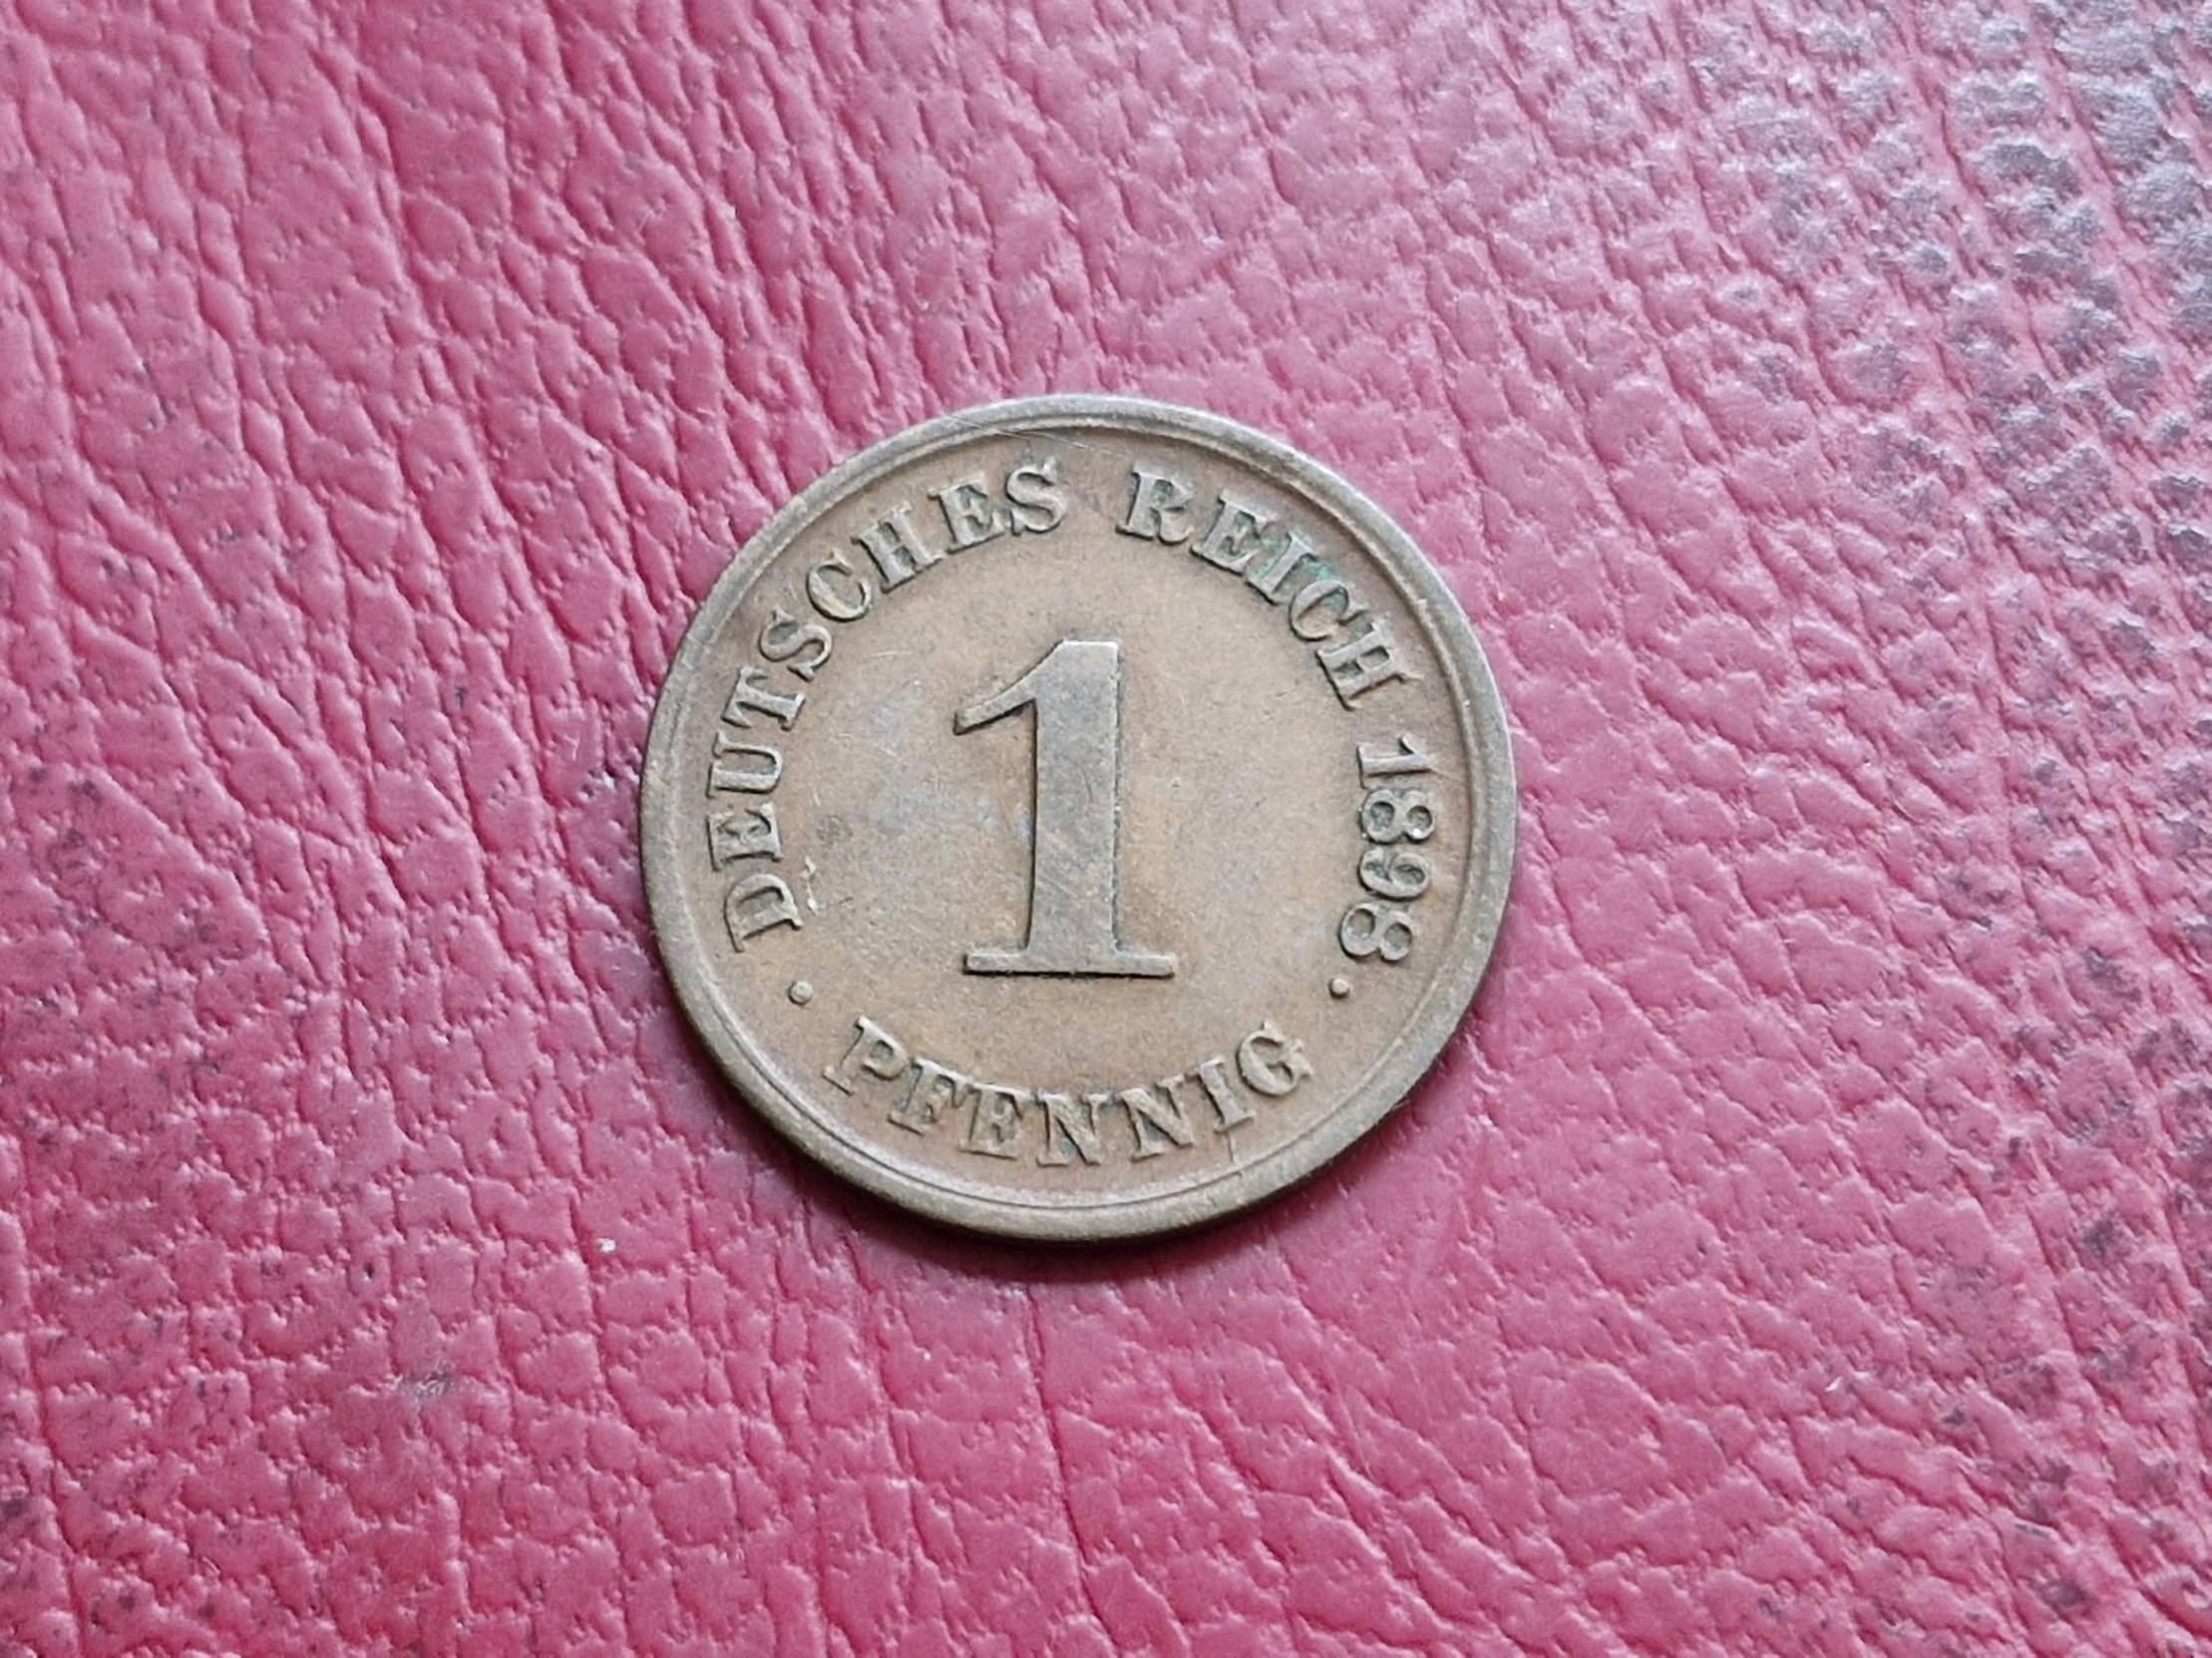 DEUTSCHES REICH 1898
1
· PFENNIG ·